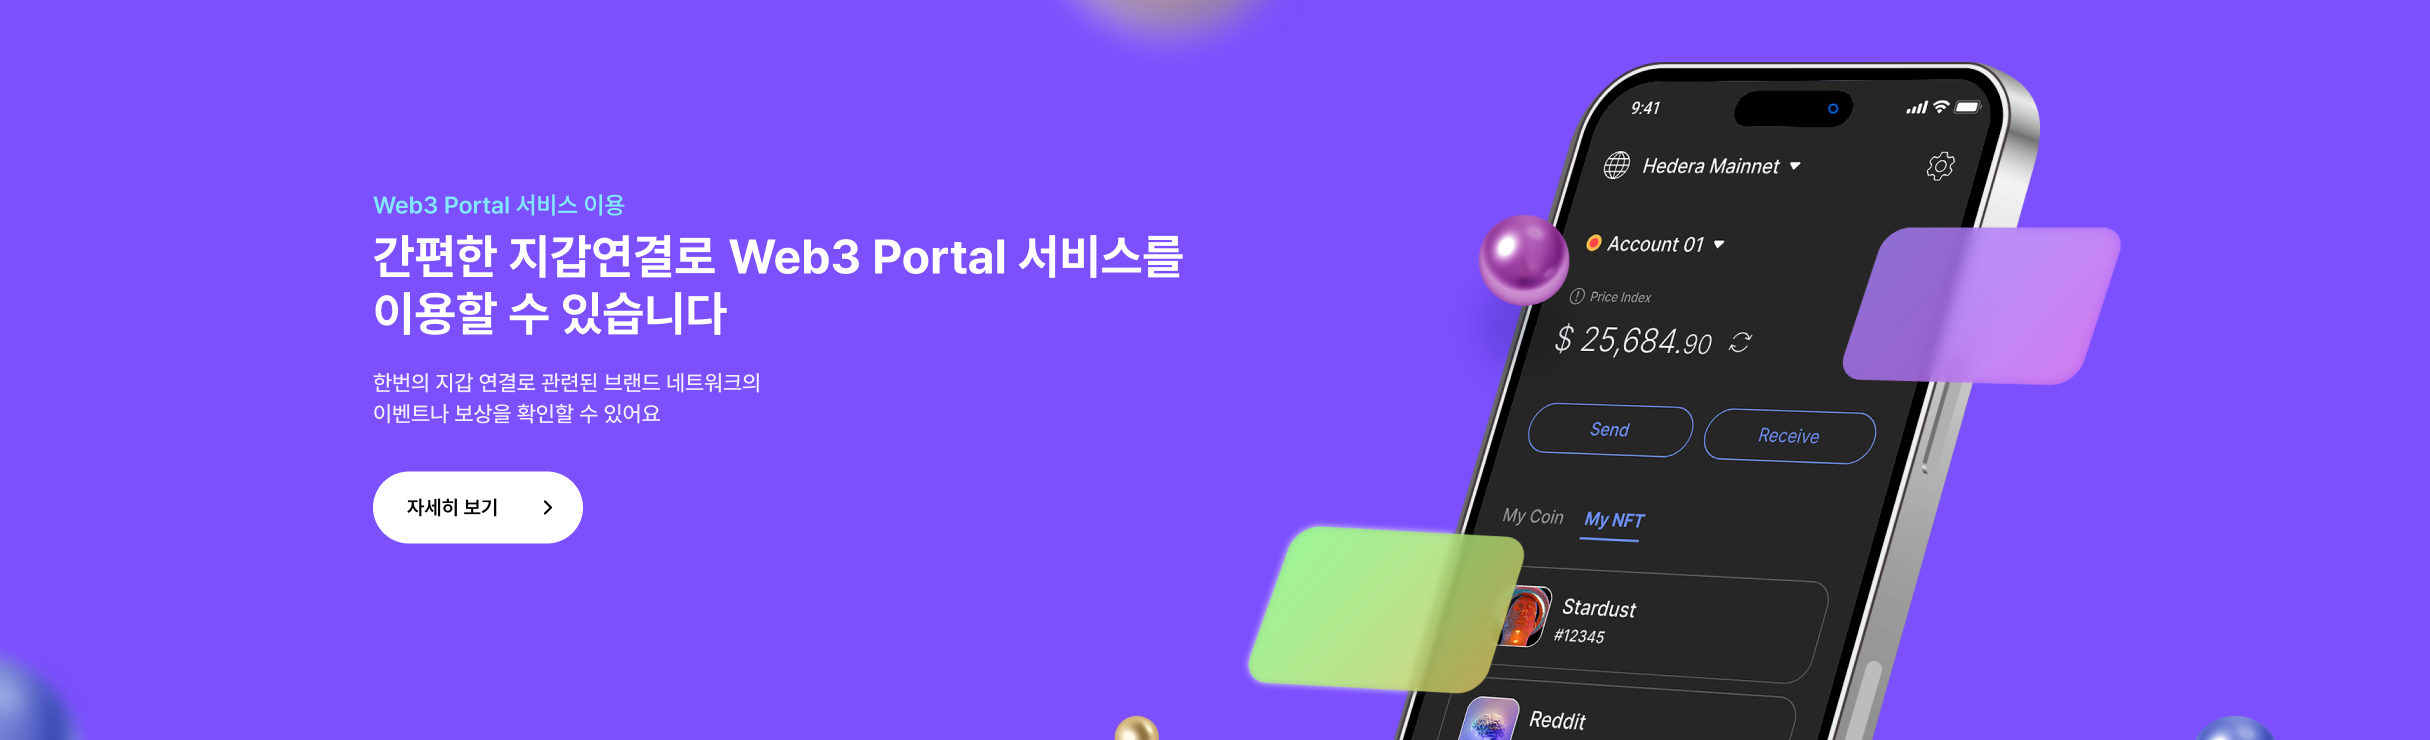 Web3 Portal 서비스 이용
간편한 지갑연결로 Web3 Portal 서비스를
이용할 수 있습니다
한번의 지갑 연결로 관련된 브랜드 네트워크의
이벤트나 보상을 확인할 수 있어요
자세히 보기
9:41
Hedera Mainnet
Account 01
Price Index
$ 25,684.90
Send
Receive
My Coin
My NFT
Stardust
#12345
Reddit